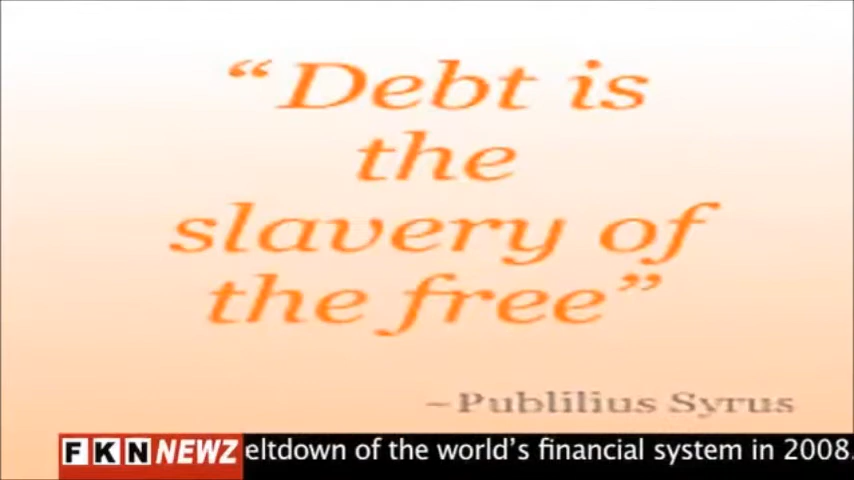 “Debt is
the
slavery of
the free”
~Publilius Syrus
FKN NEWZ eltdown of the world’s financial system in 2008.